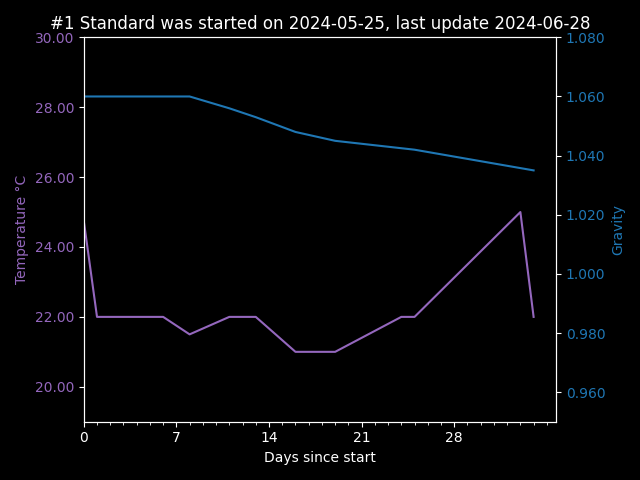 #1 Standard was started on 2024-05-25, last update 2024-06-28
30.00
28.00
26.00
24.00
22.00
20.00
Temperature °C
1.080
1.060
1.040
1.020
1.000
0.980
0.960
Gravity
0 7 14 21 28
Days since start